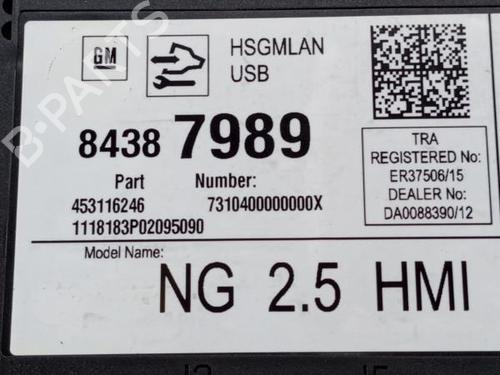 GM
HSGMLAN
USB
8438 7989
Part Number:
453116246 7310400000000X
1118183P02095090
TRA
REGISTERED No:
ER37506/15
DEALER No:
DA0088390/12
Model Name:
NG 2.5 HMI
B-PARTS